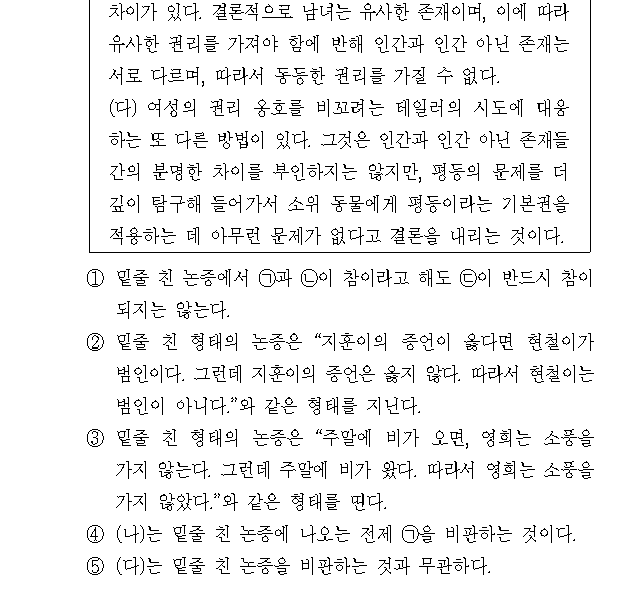 차이가 있다. 결론적으로 남녀는 유사한 존재이며, 이에 따라
유사한 권리를 가져야 함에 반해 인간과 인간 아닌 존재는
서로 다르며, 따라서 동등한 권리를 가질 수 없다.
(다) 여성의 권리 옹호를 비꼬려는 테일러의 시도에 대응
하는 또 다른 방법이 있다. 그것은 인간과 인간 아닌 존재들
간의 분명한 차이를 부인하지는 않지만, 평등의 문제를 더
깊이 탐구해 들어가서 소위 동물에게 평등이라는 기본권을
적용하는 데 아무런 문제가 없다고 결론을 내리는 것이다.
① 밑줄 친 논증에서 ㉠과 ㉡이 참이라고 해도 ㉢이 반드시 참이
되지는 않는다.
② 밑줄 친 형태의 논증은 “지훈이의 증언이 옳다면 현철이가
범인이다. 그런데 지훈이의 증언은 옳지 않다. 따라서 현철이는
범인이 아니다.”와 같은 형태를 지닌다.
③ 밑줄 친 형태의 논증은 “주말에 비가 오면, 영희는 소풍을
가지 않는다. 그런데 주말에 비가 왔다. 따라서 영희는 소풍을
가지 않았다.”와 같은 형태를 띤다.
④ (나)는 밑줄 친 논증에 나오는 전제 ㉠을 비판하는 것이다.
⑤ (다)는 밑줄 친 논증을 비판하는 것과 무관하다.